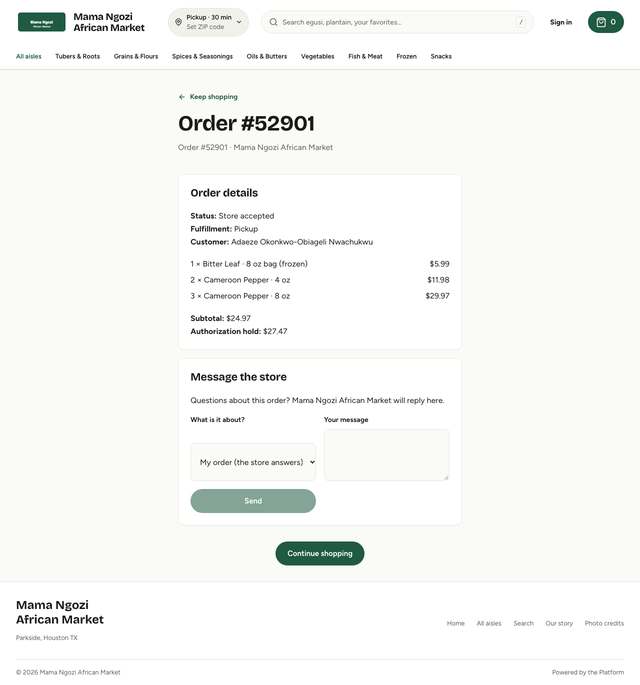 Mama Ngozi
African Market
Pickup · 30 min
Set ZIP code
Search egusi, plantain, your favorites…
/
Sign in
0
All aisles
Tubers & Roots
Grains & Flours
Spices & Seasonings
Oils & Butters
Vegetables
Fish & Meat
Frozen
Snacks
Keep shopping
Order #52901
Order #52901 · Mama Ngozi African Market
Order details
Status: Store accepted
Fulfillment: Pickup
Customer: Adaeze Okonkwo-Obiageli Nwachukwu
1 × Bitter Leaf · 8 oz bag (frozen) $5.99
2 × Cameroon Pepper · 4 oz $11.98
3 × Cameroon Pepper · 8 oz $29.97
Subtotal: $24.97
Authorization hold: $27.47
Message the store
Questions about this order? Mama Ngozi African Market will reply here.
What is it about?
My order (the store answers)
Your message
Send
Continue shopping
Mama Ngozi
African Market
Parkside, Houston TX
Home
All aisles
Search
Our story
Photo credits
© 2026 Mama Ngozi African Market
Powered by the Platform